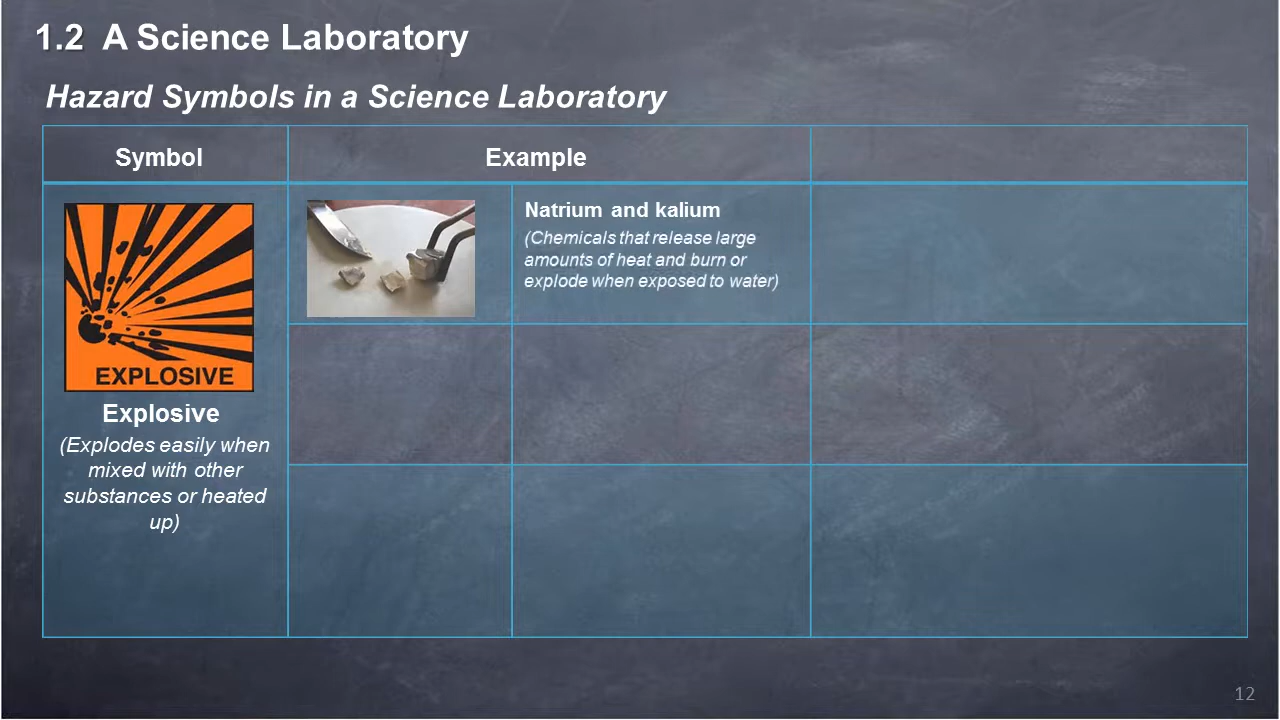 1.2 A Science Laboratory
Hazard Symbols in a Science Laboratory
Symbol
Example
EXPLOSIVE
Explosive
(Explodes easily when
mixed with other
substances or heated
up)
Natrium and kalium
(Chemicals that release large
amounts of heat and burn or
explode when exposed to water)
12